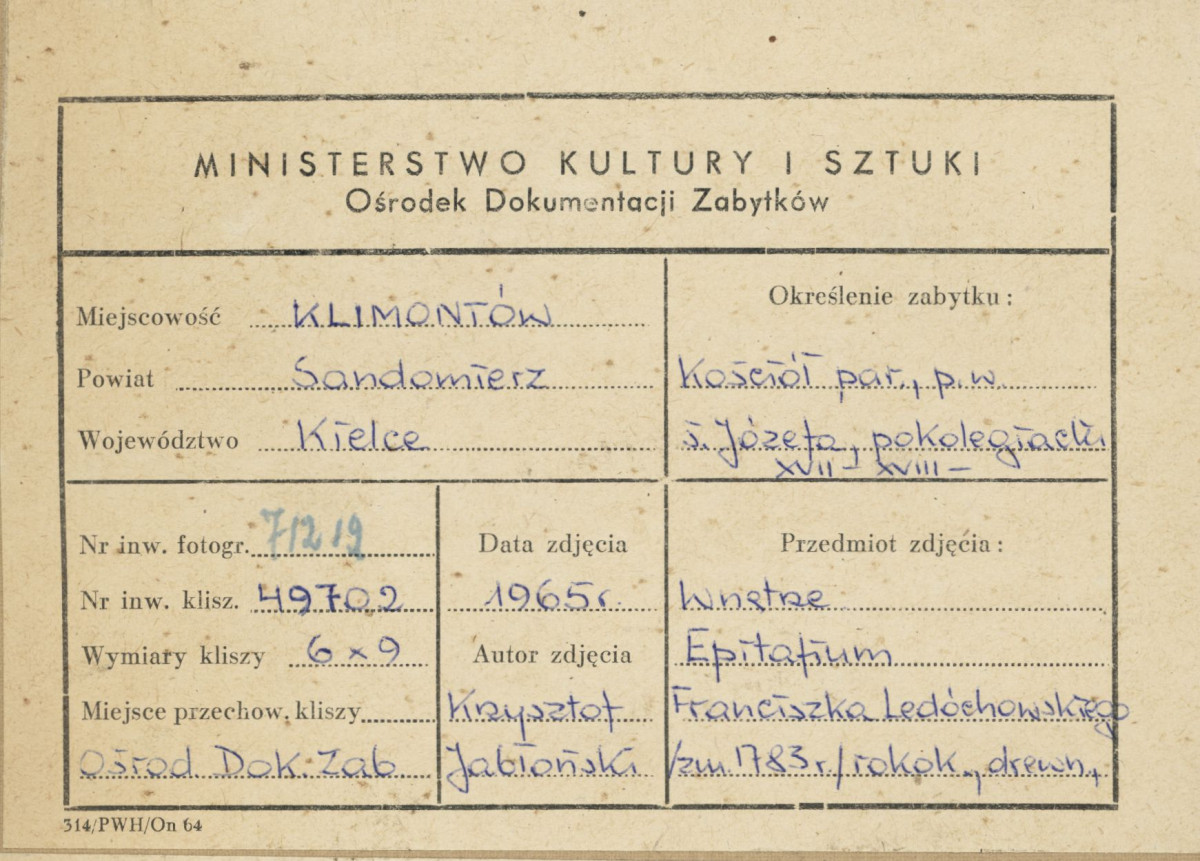 MINISTERSTWO KULTURY I SZTUKI
Ośrodek Dokumentacji Zabytków
Miejscowość KLIMONTÓW
Powiat Sandomierz
Województwo Kielce
Określenie zabytku:
Kościół par., p.w.
ś. Józefa, pokolegiacki
XVII – XVIII –
Nr inw. fotogr. 71219
Nr inw. klisz. 49702
Wymiary kliszy 6 x 9
Miejsce przechow. kliszy
Ośrod Dok. Zab
Data zdjęcia
1965 r.
Autor zdjęcia
Krzysztof
Jabłoński
Przedmiot zdjęcia:
Wnętrze
Epitafium
Franciszka Ledóchowskiego
/zm. 1783 r/ rokok., drewn.,
314/PWH/On 64